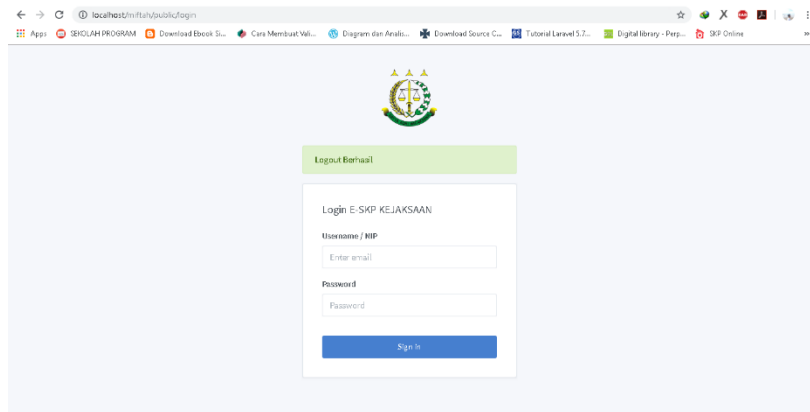 localhost/miftah/public/login
Apps SEKOLAH PROGRAM Download Ebook Si... Cara Membuat Vali... Diagram dan Analis... Download Source C... Tutorial Laravel 5.7... Digital library - Perp... SKP Online »
Logout Berhasil
Login E-SKP KEJAKSAAN
Username / NIP
Enter email
Password
Password
Sign in